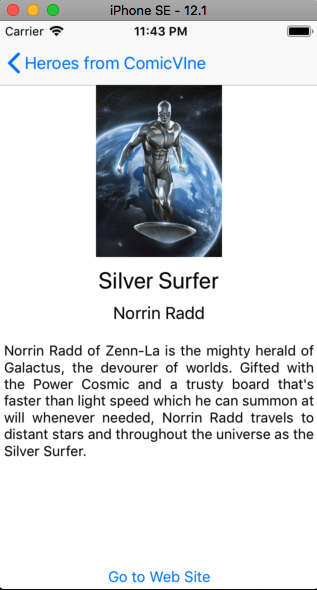 iPhone SE - 12.1
Carrier 11:43 PM
Heroes from ComicVIne
Silver Surfer
Norrin Radd
Norrin Radd of Zenn-La is the mighty herald of
Galactus, the devourer of worlds. Gifted with
the Power Cosmic and a trusty board that's
faster than light speed which he can summon at
will whenever needed, Norrin Radd travels to
distant stars and throughout the universe as the
Silver Surfer.
Go to Web Site